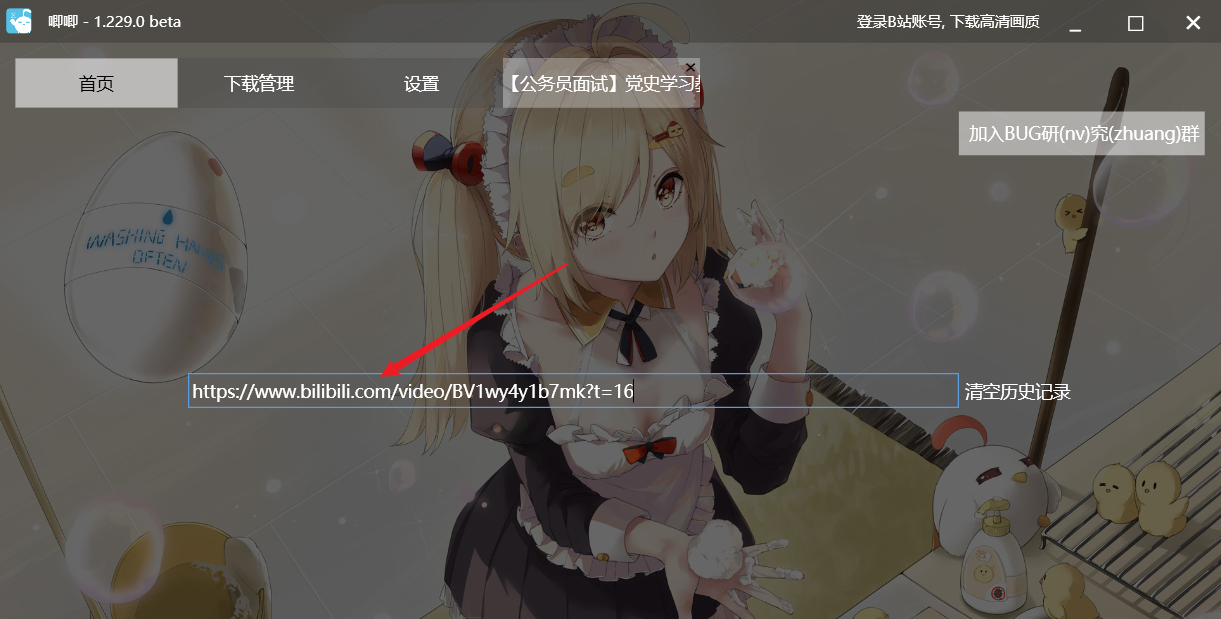 唧唧 - 1.229.0 beta
登录B站账号, 下载高清画质
首页
下载管理
设置
【公务员面试】党史学习
加入BUG研(nv)究(zhuang)群
WASHING HANDS
OFTEN
https://www.bilibili.com/video/BV1wy4y1b7mk?t=16
清空历史记录